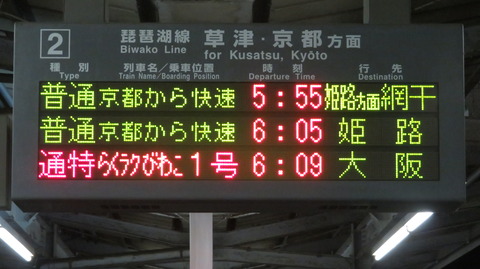 2 琵琶湖線 草津・京都方面
Biwako Line for Kusatsu, Kyōto
種別 列車名／乗車位置 時刻 行先
Type Train Name/Boarding Position Departure Time Destination
普通 京都から快速 5:55 姫路方面網干
普通 京都から快速 6:05 姫路
通特 らくラクびわこ 1号 6:09 大阪